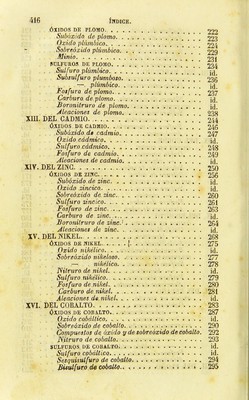 416 ÍNDICE.
ÓXIDOS DE PLOMO. 222
Subóxido de plomo. 223
Oxido plúmbico. 224
Sobreóxido plúmbico. 229
Minio. 231
SULFUROS DE PLOMO. 234
Sulfuro plúmbico. id.
Subsulfuro plumboso. 236
— plúmbico. id.
Fosfuro de plomo. 237
Carburo de plomo. id.
Boronitruro de plomo. id.
Aleaciones de plomo. 238
XIII. DEL CADMIO. 244
ÓXIDOS DE CADMIO. 246
Subóxido de cadmio. 247
Oxido cádmico. id.
Sulfuro cádmico. 248
Fosfuro de cadmio. 249
Aleaciones de cadmio. id.
XIV. DEL ZINC. 250
ÓXIDOS DE ZINC. 256
Subóxido de zinc. id.
Oxido zíncico. id.
Sobreóxido de zinc. 260
Sulfuro zíncico. 261
Fosfuro de zinc. 263
Carburo de zinc. id.
Boronitruro de zinc. 264
Aleaciones de zinc. id.
XV. DEL NIKEL. 268
ÓXIDOS DE NIKEL. 275
Oxido nikélico. id.
Sobreóxido nikeloso. 277
— nikélico. 278
Nitruro de nikel. id.
Sulfuro nikélico. 279
Fosfuro de nikel. 280
Carburo de nikel. 281
Aleaciones de nikel. id.
XVI. DEL COBALTO. 283
ÓXIDOS DE COBALTO. 287
Oxido cobáltico. id.
Sobreóxido de cobalto. 290
Compuestos de óxido y de sobreóxido de cobalto. 292
Nitruro de cobalto. 293
SULFUROS DE COBALTO. id.
Sulfuro cobáltico. id.
Sesquisulfuro de cobalto. 294
Bisulfuro de cobalto. 295